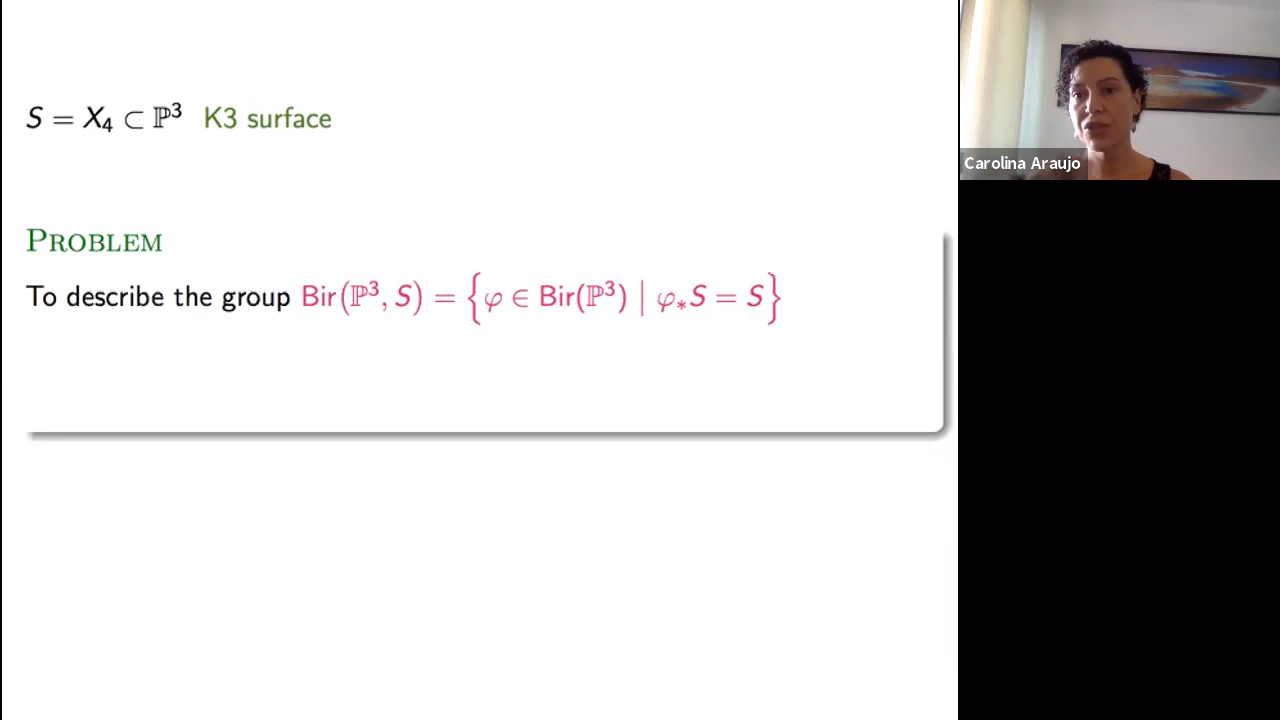 S = X₄ ⊂ ℙ³ K3 surface
Problem
To describe the group Bir(ℙ³, S) = {φ ∈ Bir(ℙ³) | φ∗S = S}
Carolina Araujo